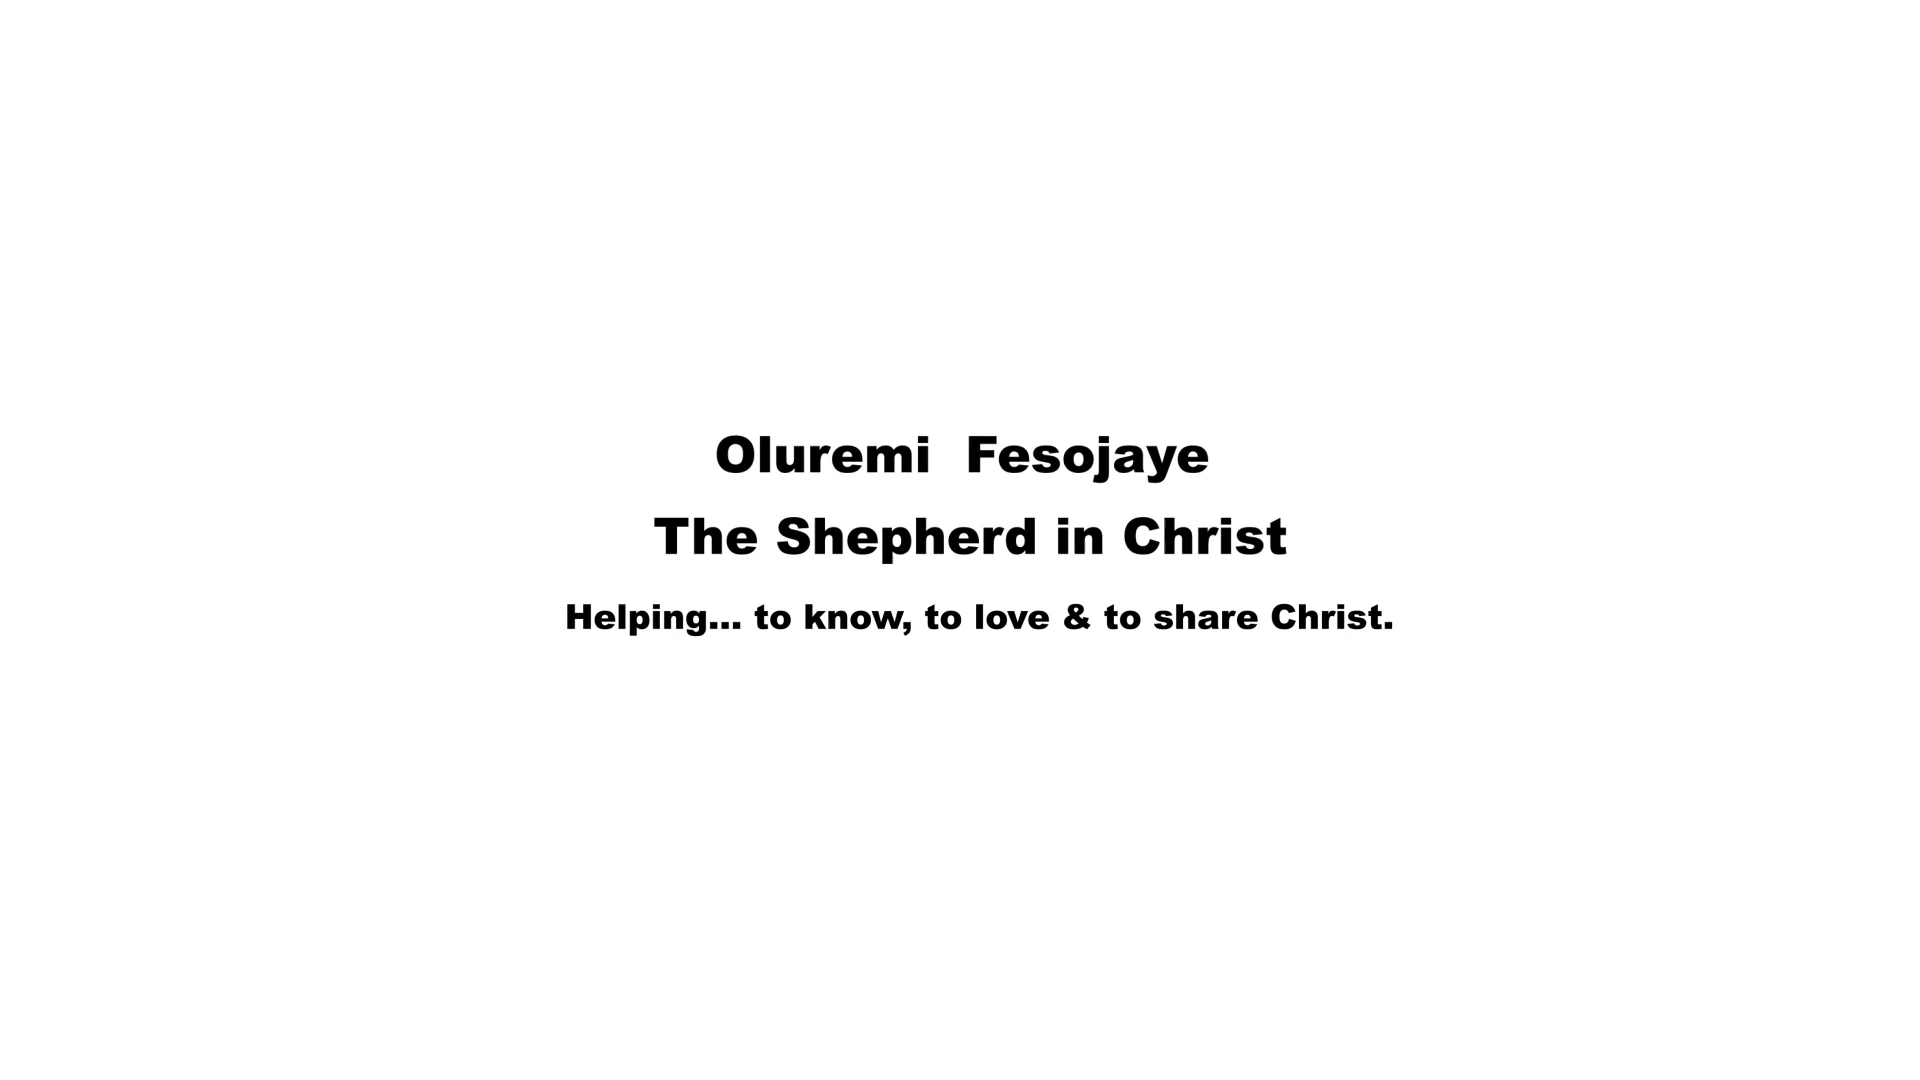 Oluremi  Fesojaye
The Shepherd in Christ
Helping... to know, to love & to share Christ.